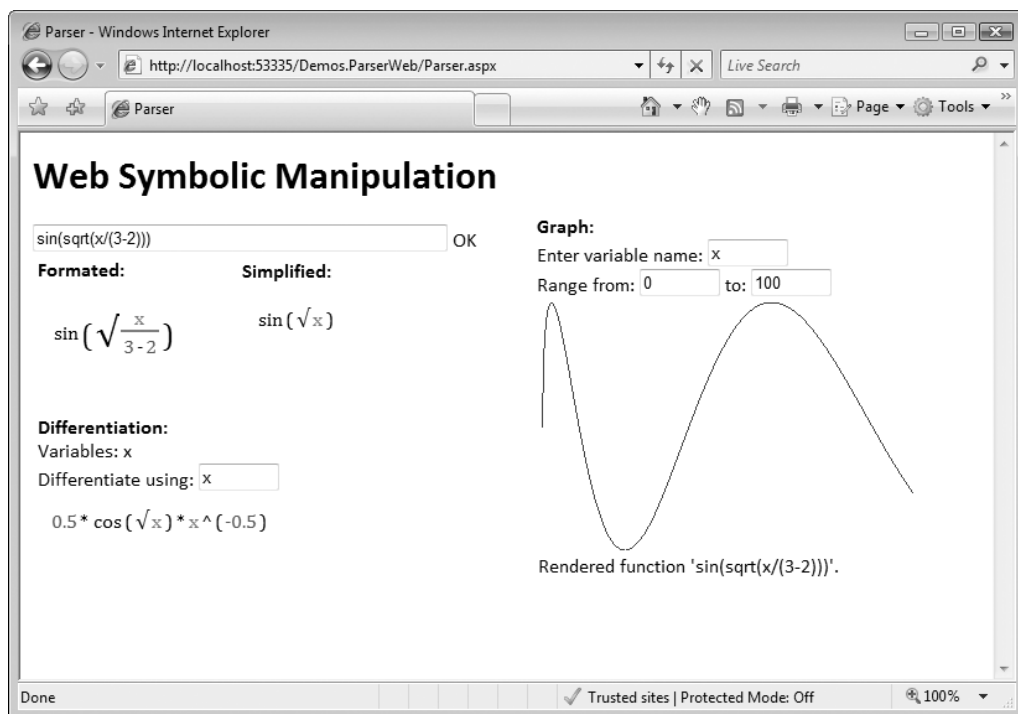 Parser - Windows Internet Explorer
http://localhost:53335/Demos.ParserWeb/Parser.aspx
Live Search
Parser
Page
Tools
Web Symbolic Manipulation
sin(sqrt(x/(3-2)))
OK
Formated:
Simplified:
sin(√x/3-2)
sin(√x)
Differentiation:
Variables: x
Differentiate using: x
0.5*cos(√x)*x^(-0.5)
Graph:
Enter variable name: x
Range from: 0 to: 100
Rendered function 'sin(sqrt(x/(3-2)))'.
Done
Trusted sites | Protected Mode: Off
100%